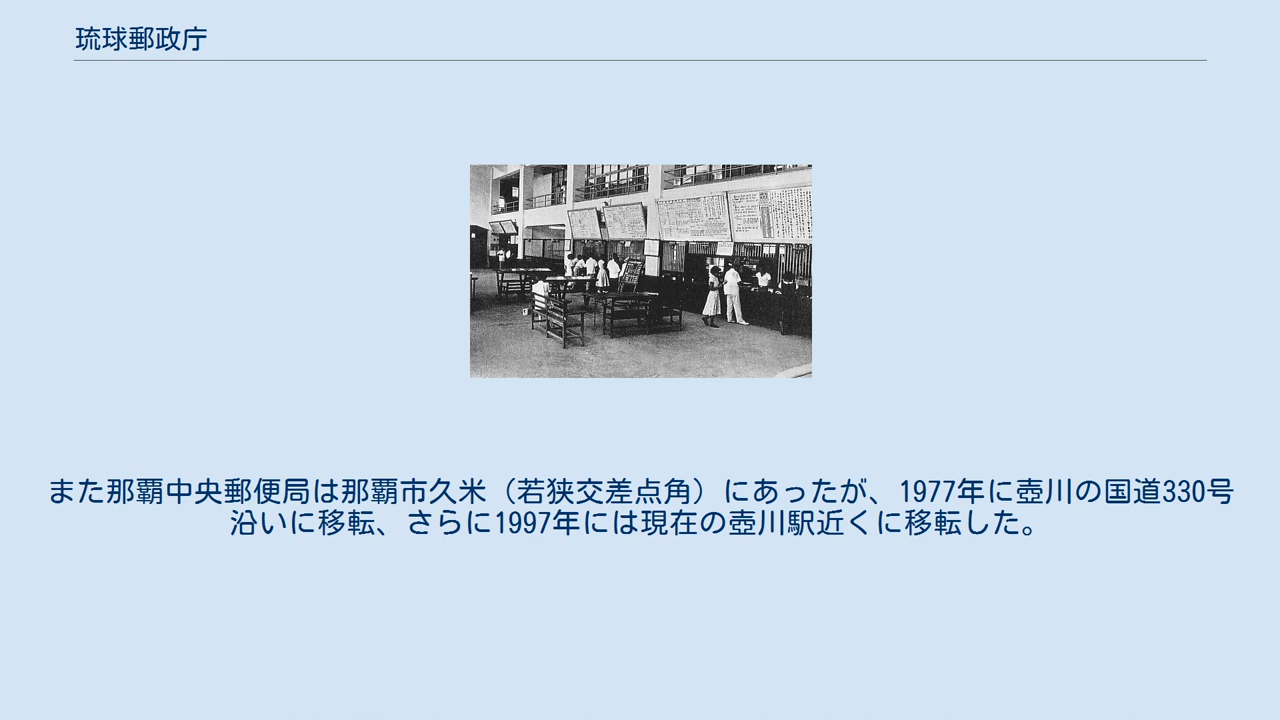 琉球郵政庁
また那覇中央郵便局は那覇市久米（若狭交差点角）にあったが、1977年に壺川の国道330号
沿いに移転、さらに1997年には現在の壺川駅近くに移転した。